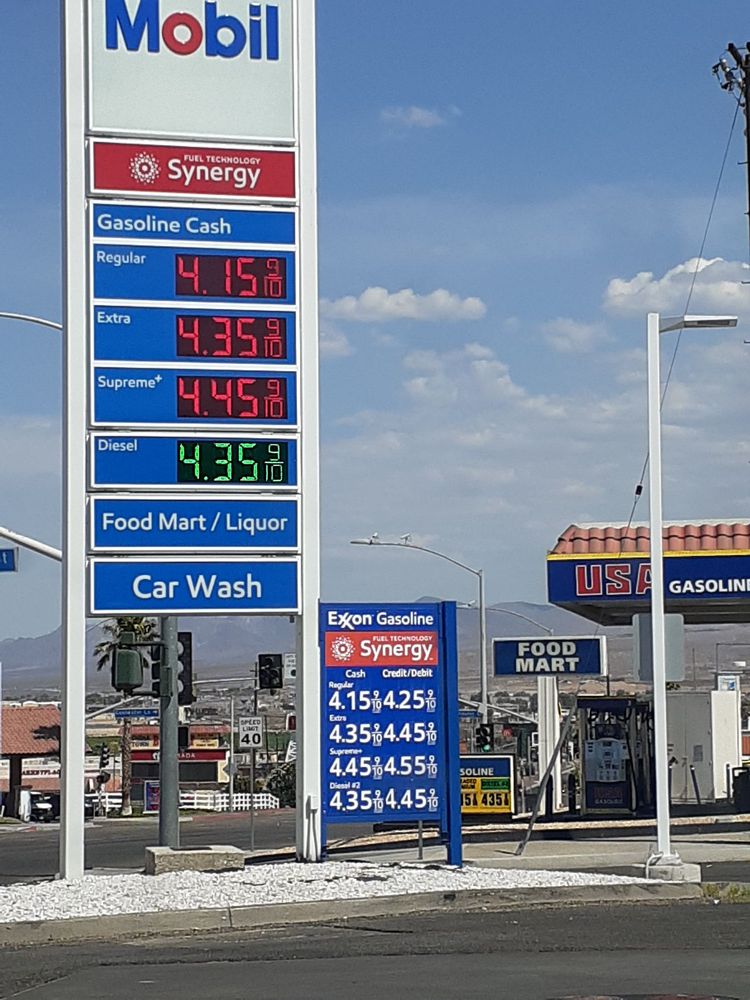 Mobil
FUEL TECHNOLOGY
Synergy
Gasoline Cash
Regular
4.15 9/10
Extra
4.35 9/10
Supreme+
4.45 9/10
Diesel
4.35 9/10
Food Mart / Liquor
Car Wash
Exxon Gasoline
FUEL TECHNOLOGY
Synergy
Cash Credit/Debit
Regular
4.15 9/10 4.25 9/10
Extra
4.35 9/10 4.45 9/10
Supreme+
4.45 9/10 4.55 9/10
Diesel #2
4.35 9/10 4.45 9/10
USA GASOLINE
FOOD
MART
SPEED
LIMIT
40
SOLINE
435